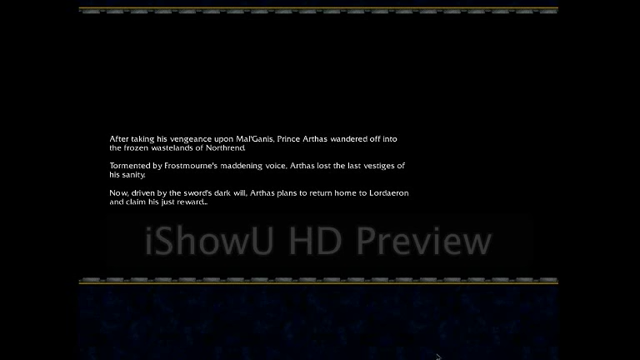 After taking his vengeance upon Mal'Ganis, Prince Arthas wandered off into
the frozen wastelands of Northrend.
Tormented by Frostmourne's maddening voice, Arthas lost the last vestiges of
his sanity.
Now, driven by the sword's dark will, Arthas plans to return home to Lordaeron
and claim his just reward...
iShowU HD Preview